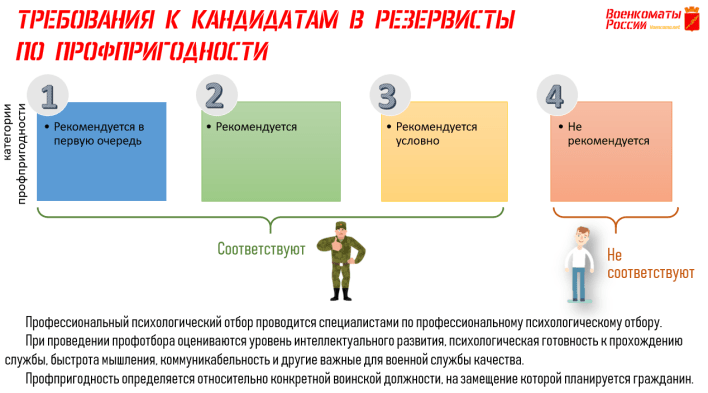 ТРЕБОВАНИЯ К КАНДИДАТАМ В РЕЗЕРВИСТЫ
ПО ПРОФПРИГОДНОСТИ
Военкоматы
России
категории
профпригодности
1
• Рекомендуется в
первую очередь
2
• Рекомендуется
3
• Рекомендуется
условно
4
• Не
рекомендуется
Соответствуют
Не
соответствуют
Профессиональный психологический отбор проводится специалистами по профессиональному психологическому отбору.
При проведении профотбора оцениваются уровень интеллектуального развития, психологическая готовность к прохождению
службы, быстрота мышления, коммуникабельность и другие важные для военной службы качества.
Профпригодность определяется относительно конкретной воинской должности, на замещение которой планируется гражданин.